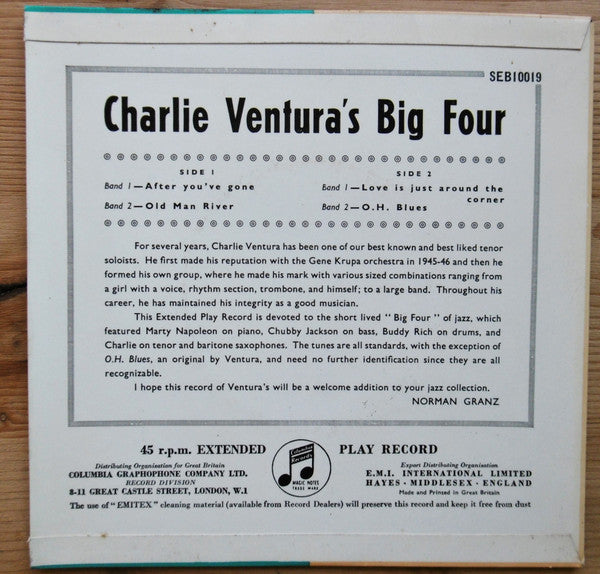 SEB10019
Charlie Ventura's Big Four
SIDE 1
Band 1—After you've gone
Band 2—Old Man River
SIDE 2
Band 1—Love is just around the
corner
Band 2—O.H. Blues
For several years, Charlie Ventura has been one of our best known and best liked tenor
soloists. He first made his reputation with the Gene Krupa orchestra in 1945-46 and then he
formed his own group, where he made his mark with various sized combinations ranging from
a girl with a voice, rhythm section, trombone, and himself; to a large band. Throughout his
career, he has maintained his integrity as a good musician.
This Extended Play Record is devoted to the short lived “ Big Four ” of jazz, which
featured Marty Napoleon on piano, Chubby Jackson on bass, Buddy Rich on drums, and
Charlie on tenor and baritone saxophones. The tunes are all standards, with the exception of
O.H. Blues, an original by Ventura, and need no further identification since they are all
recognizable.
I hope this record of Ventura's will be a welcome addition to your jazz collection.
NORMAN GRANZ
45 r.p.m. EXTENDED PLAY RECORD
Distributing Organisation for Great Britain
COLUMBIA GRAPHOPHONE COMPANY LTD.
RECORD DIVISION
8-11 GREAT CASTLE STREET, LONDON, W.1
Columbia
Records
MAGIC NOTES
TRADE MARK
Export Distributing Organisation
E.M.I. INTERNATIONAL LIMITED
HAYES · MIDDLESEX · ENGLAND
Made and Printed in Great Britain
The use of “EMITEX” cleaning material (available from Record Dealers) will preserve this record and keep it free from dust